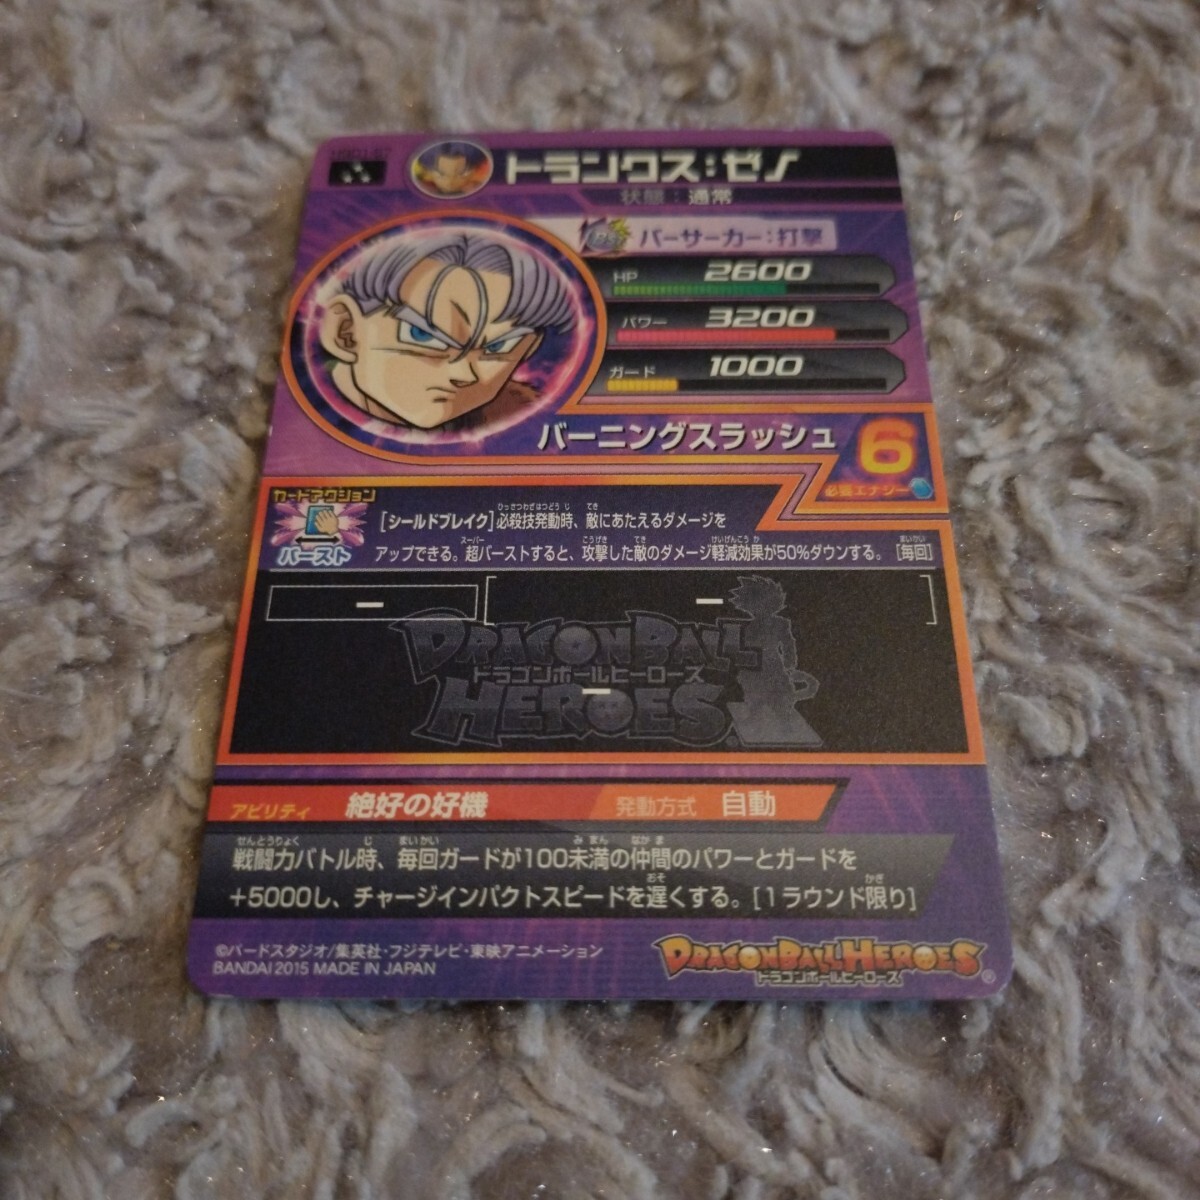 トランクス:ゼノ
状態:通常
バーサーカー:打撃
HP 2600
パワー 3200
ガード 1000
バーニングスラッシュ 6
必要エナジー
カードアクション
バースト
[シールドブレイク]必殺技発動時、敵にあたえるダメージを
アップできる。超バーストすると、攻撃した敵のダメージ軽減効果が50%ダウンする。 [毎回]
ー ー
DRAGON BALL
ドラゴンボールヒーローズ
ー
HEROES
アビリティ 絶好の好機 発動方式 自動
戦闘力バトル時、毎回ガードが100未満の仲間のパワーとガードを
+5000し、チャージインパクトスピードを遅くする。[1ラウンド限り]
©バードスタジオ/集英社・フジテレビ・東映アニメーション
BANDAI 2015 MADE IN JAPAN
DRAGON BALL HEROES
ドラゴンボールヒーローズ ®